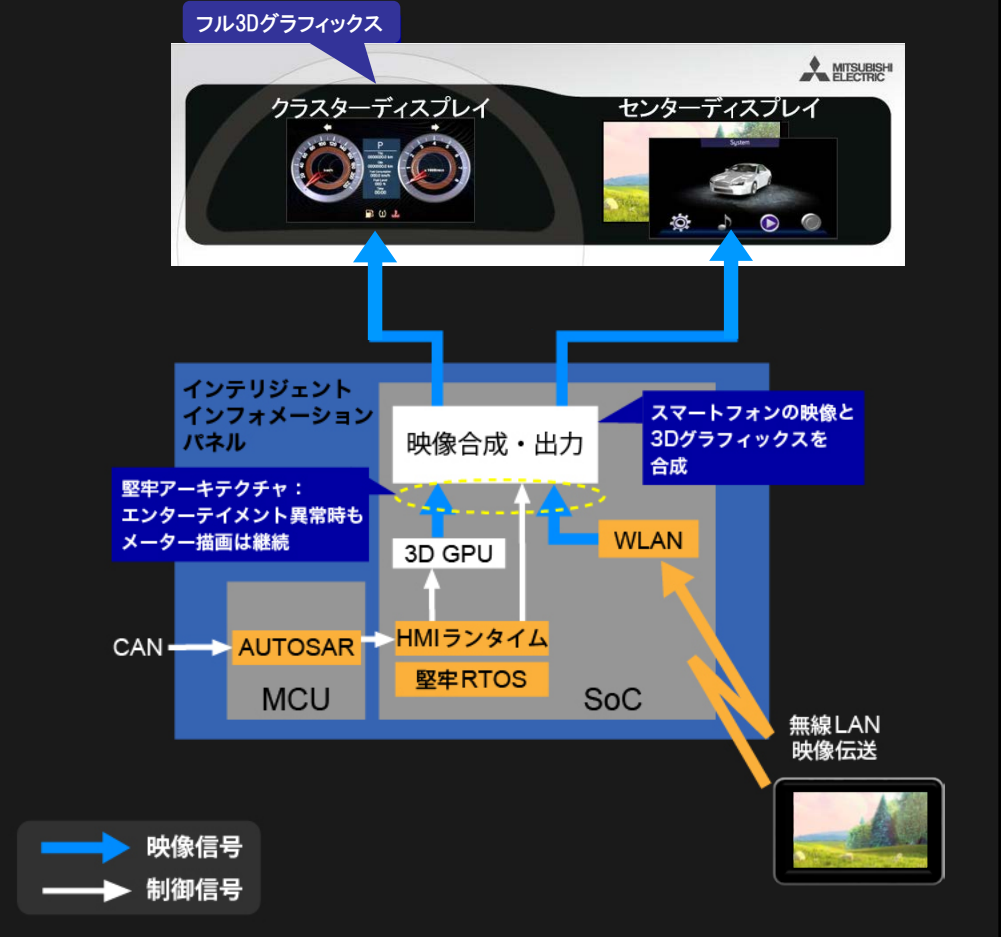 フル3Dグラフィックス
MITSUBISHI
ELECTRIC
クラスターディスプレイ
センターディスプレイ
P
System
インテリジェント
インフォメーション
パネル
スマートフォンの映像と
3Dグラフィックスを
合成
映像合成・出力
堅牢アーキテクチャ：
エンターテイメント異常時も
メーター描画は継続
3D GPU
WLAN
CAN
AUTOSAR
HMIランタイム
堅牢RTOS
MCU
SoC
無線LAN
映像伝送
映像信号
制御信号